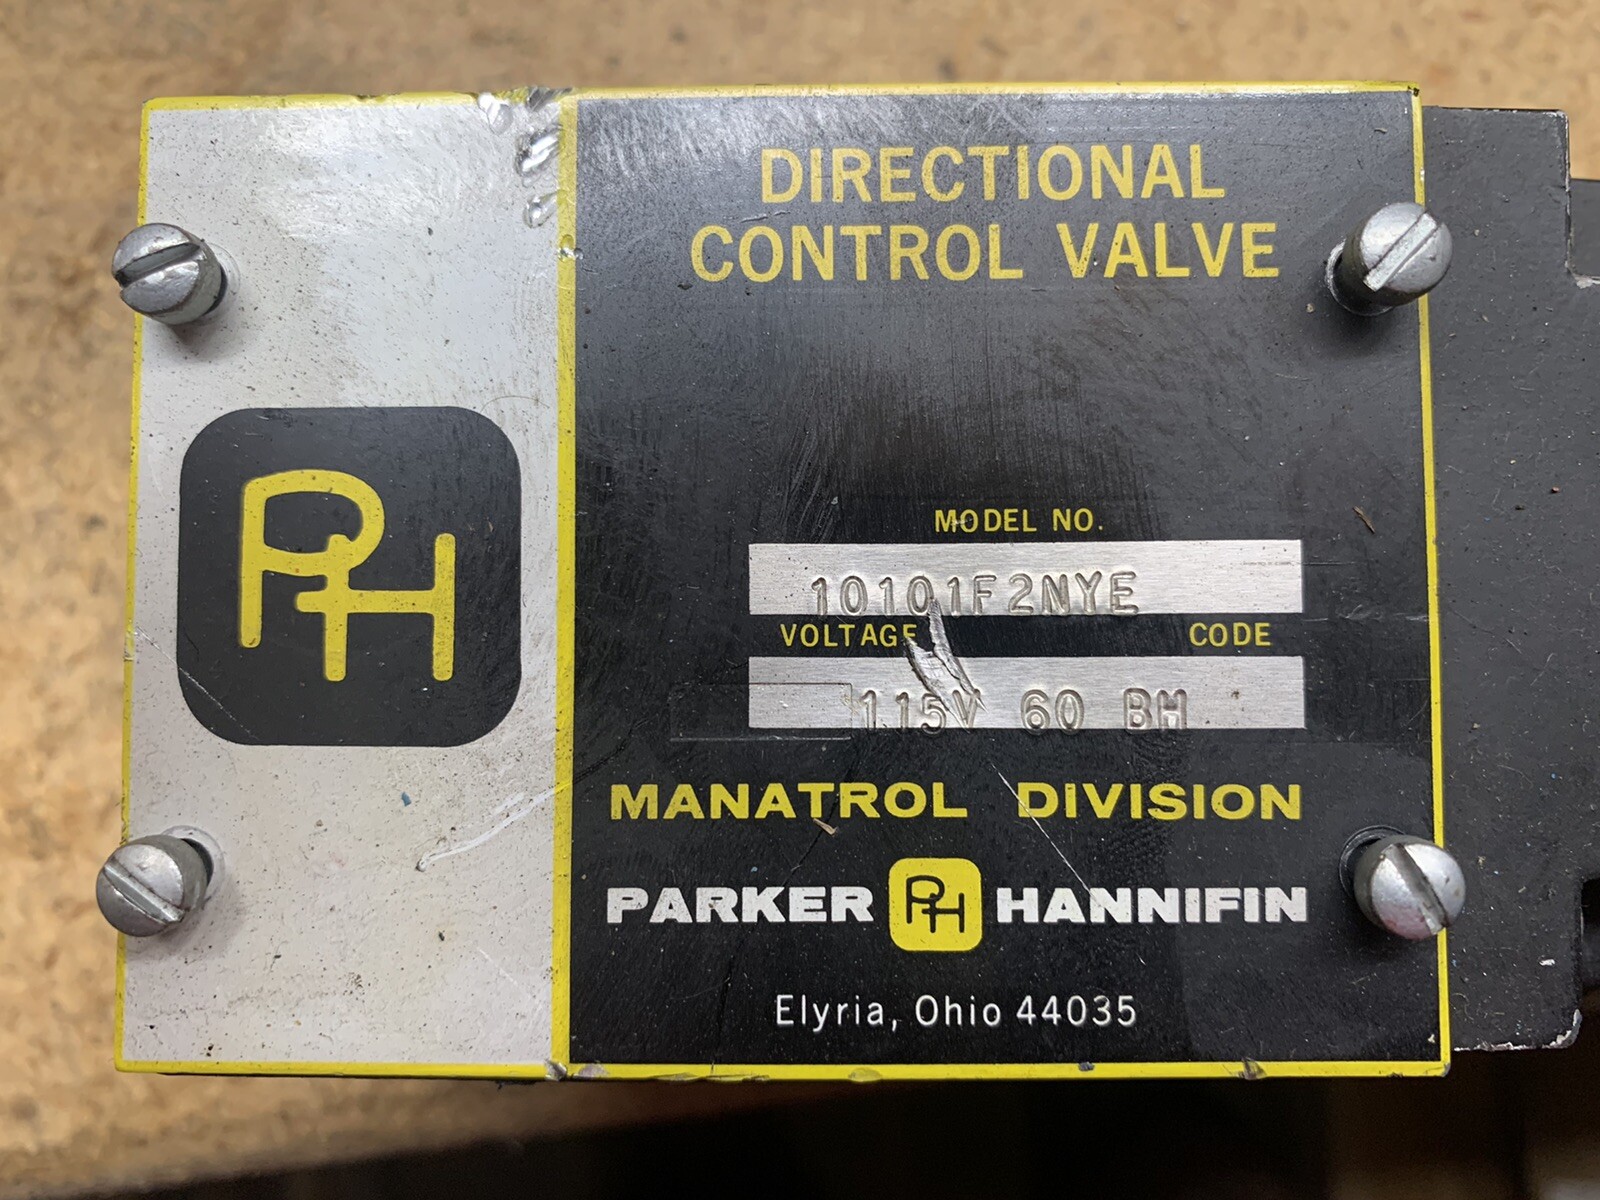 DIRECTIONAL
CONTROL VALVE
PH
MODEL NO.
10101F2NYE
VOLTAGE CODE
115V 60 BH
MANATROL DIVISION
PARKER PH HANNIFIN
Elyria, Ohio 44035